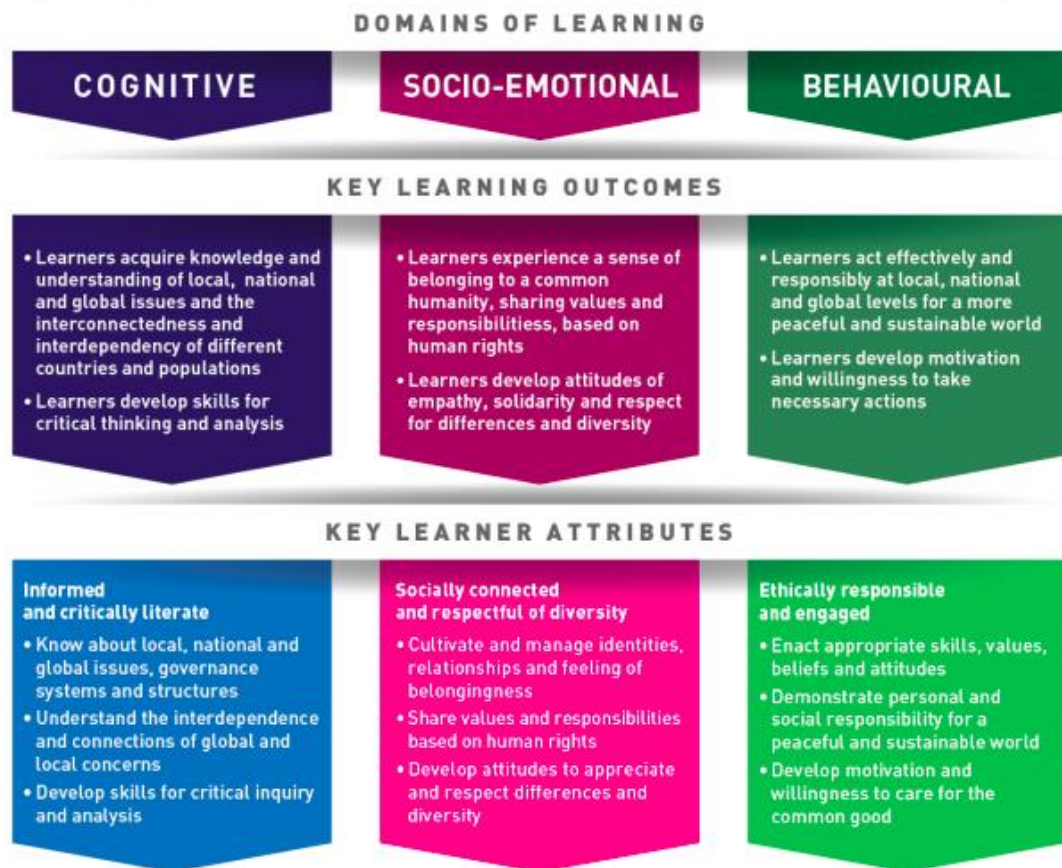 DOMAINS OF LEARNING
COGNITIVE
SOCIO-EMOTIONAL
BEHAVIOURAL
KEY LEARNING OUTCOMES
• Learners acquire knowledge and
understanding of local, national
and global issues and the
interconnectedness and
interdependency of different
countries and populations
• Learners develop skills for
critical thinking and analysis
• Learners experience a sense of
belonging to a common
humanity, sharing values and
responsibilitiess, based on
human rights
• Learners develop attitudes of
empathy, solidarity and respect
for differences and diversity
• Learners act effectively and
responsibly at local, national
and global levels for a more
peaceful and sustainable world
• Learners develop motivation
and willingness to take
necessary actions
KEY LEARNER ATTRIBUTES
Informed
and critically literate
• Know about local, national and
global issues, governance
systems and structures
• Understand the interdependence
and connections of global and
local concerns
• Develop skills for critical inquiry
and analysis
Socially connected
and respectful of diversity
• Cultivate and manage identities,
relationships and feeling of
belongingness
• Share values and responsibilities
based on human rights
• Develop attitudes to appreciate
and respect differences and
diversity
Ethically responsible
and engaged
• Enact appropriate skills, values,
beliefs and attitudes
• Demonstrate personal and
social responsibility for a
peaceful and sustainable world
• Develop motivation and
willingness to care for the
common good